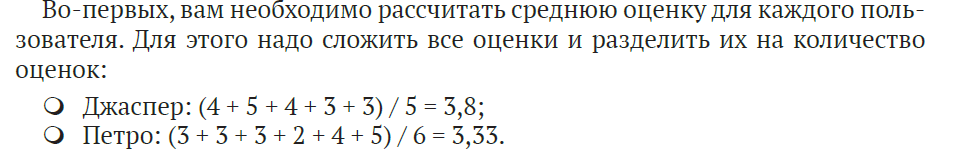 Во-первых, вам необходимо рассчитать среднюю оценку для каждого поль-
зователя. Для этого надо сложить все оценки и разделить их на количество
оценок:
❍ Джаспер: (4 + 5 + 4 + 3 + 3) / 5 = 3,8;
❍ Петро: (3 + 3 + 3 + 2 + 4 + 5) / 6 = 3,33.